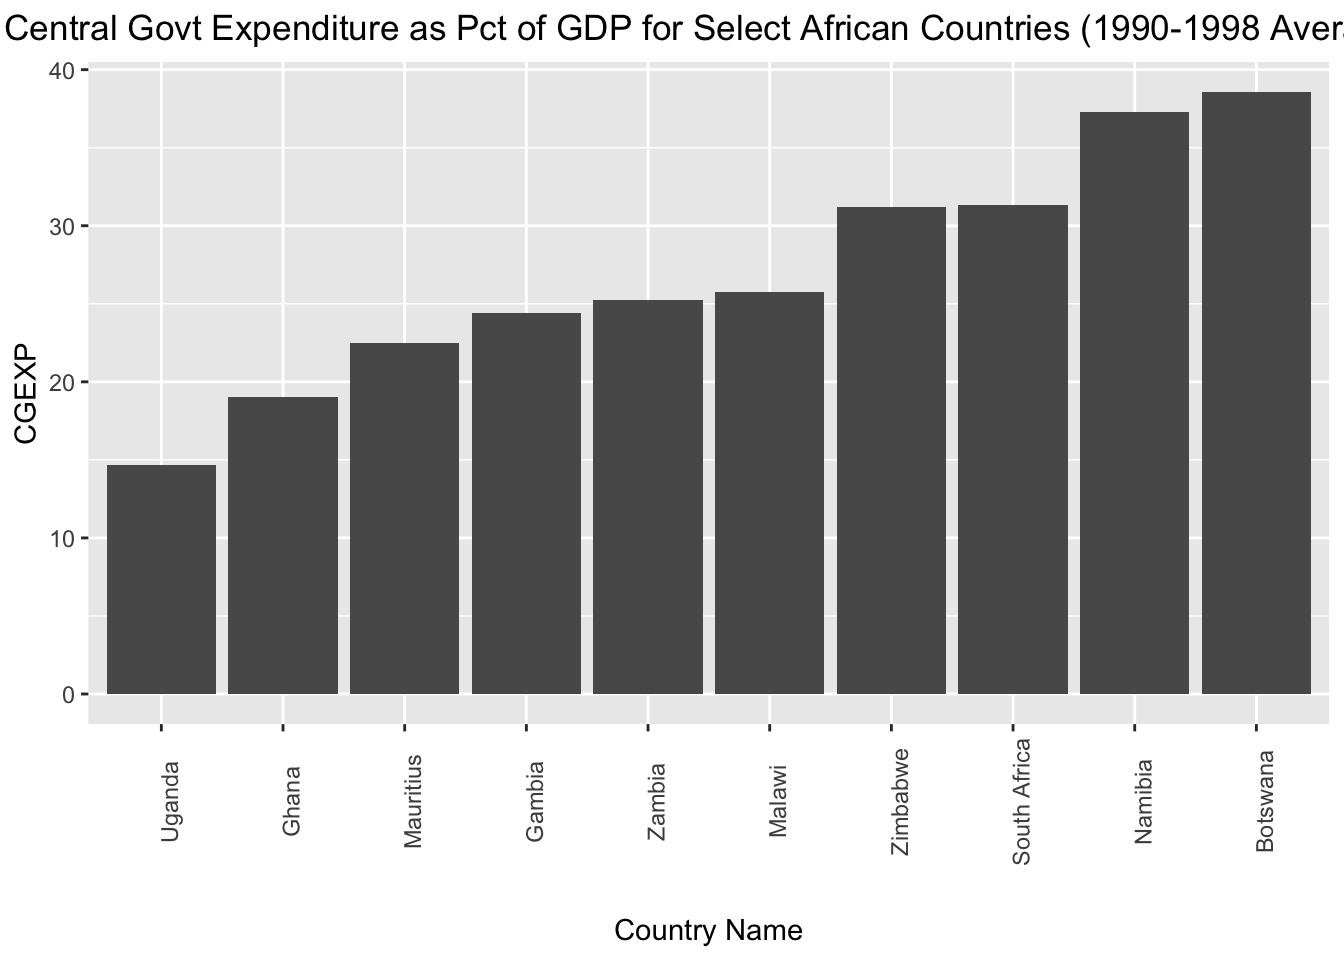 Central Govt Expenditure as Pct of GDP for Select African Countries (1990-1998 Aver
40
30
20
10
0
CGEXP
Uganda
Ghana
Mauritius
Gambia
Zambia
Malawi
Zimbabwe
South Africa
Namibia
Botswana
Country Name